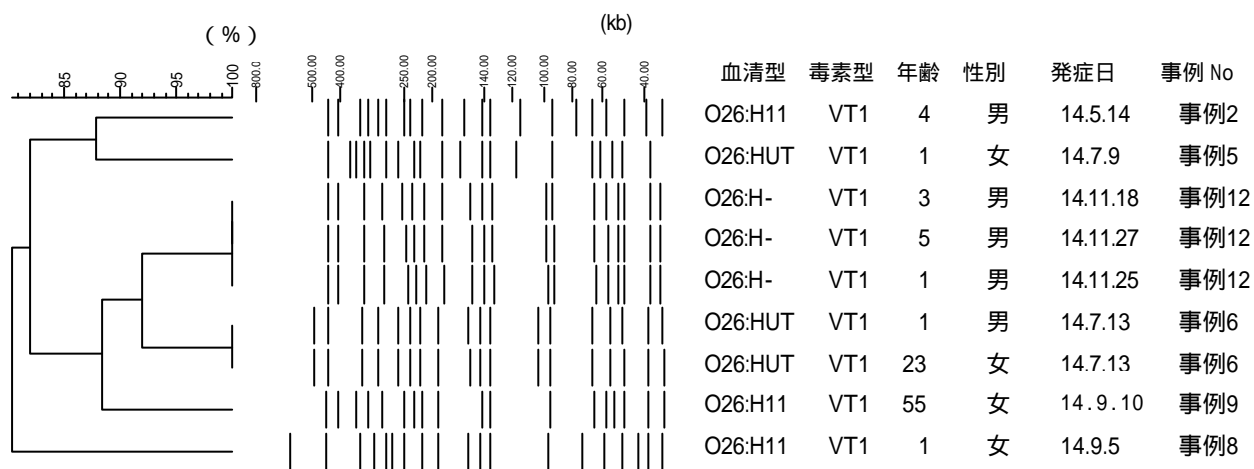 (kb)
(%)
85 90 95 100
800.0 500.00 400.00 250.00 200.00 140.00 120.00 100.00 80.00 60.00 40.00
血清型 毒素型 年齢 性別 発症日 事例 No
O26:H11 VT1 4 男 14.5.14 事例2
O26:HUT VT1 1 女 14.7.9 事例5
O26:H- VT1 3 男 14.11.18 事例12
O26:H- VT1 5 男 14.11.27 事例12
O26:H- VT1 1 男 14.11.25 事例12
O26:HUT VT1 1 男 14.7.13 事例6
O26:HUT VT1 23 女 14.7.13 事例6
O26:H11 VT1 55 女 14.9.10 事例9
O26:H11 VT1 1 女 14.9.5 事例8